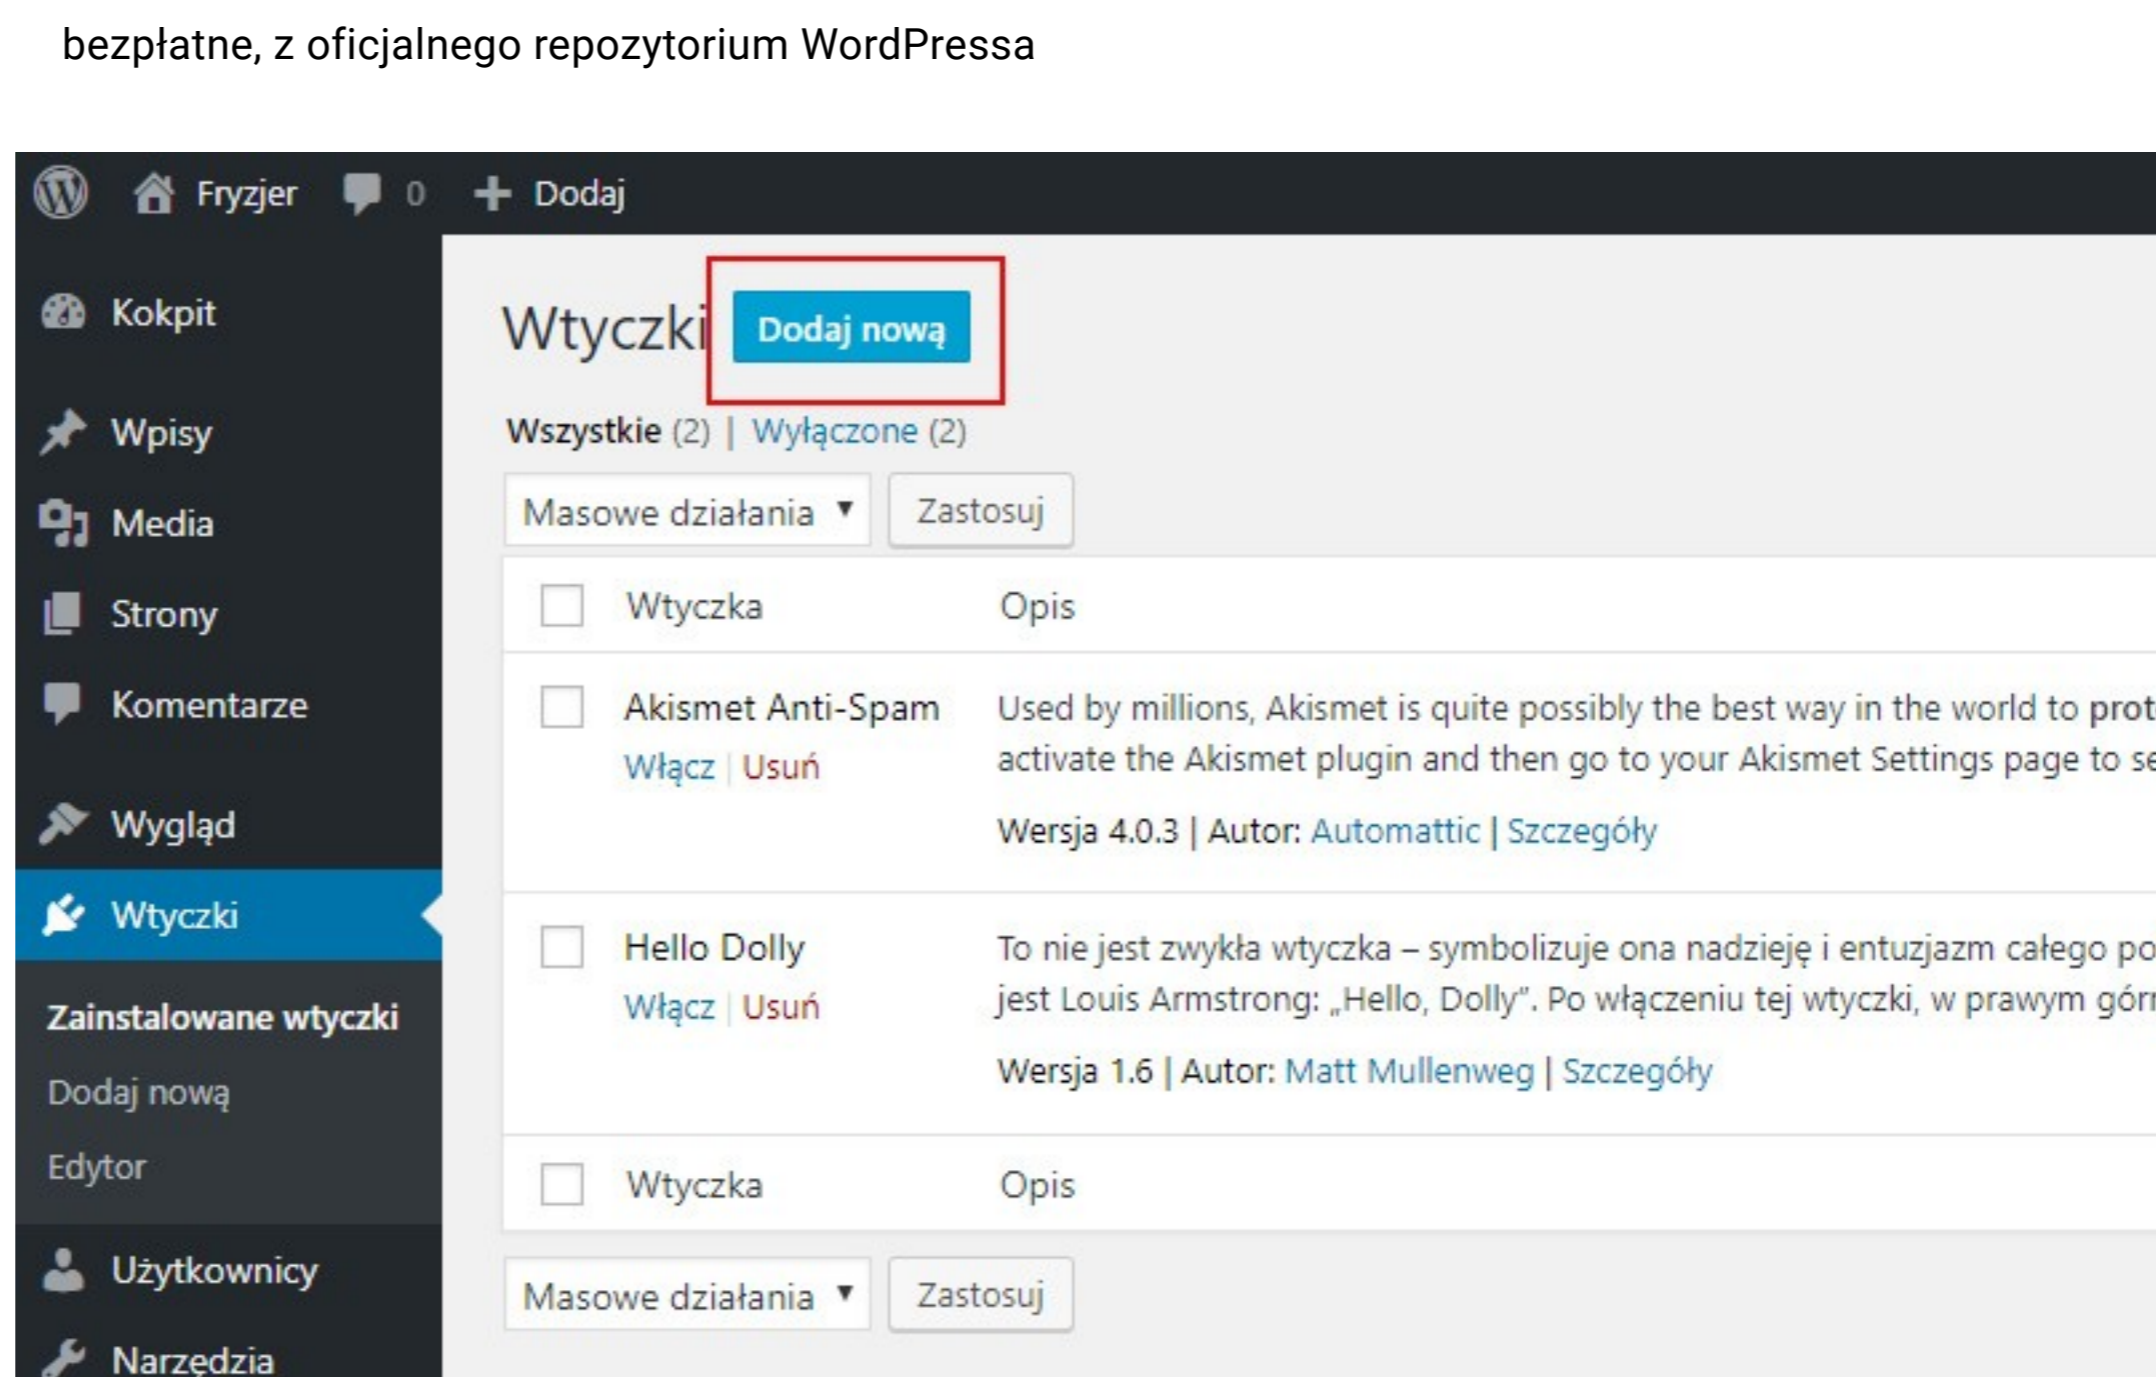 bezpłatne, z oficjalnego repozytorium WordPressa
Fryzjer 0 Dodaj
Kokpit
Wpisy
Media
Strony
Komentarze
Wygląd
Wtyczki
Zainstalowane wtyczki
Dodaj nową
Edytor
Użytkownicy
Narzędzia
Wtyczki Dodaj nową
Wszystkie (2) | Wyłączone (2)
Masowe działania Zastosuj
Wtyczka Opis
Akismet Anti-Spam
Włącz | Usuń
Used by millions, Akismet is quite possibly the best way in the world to
activate the Akismet plugin and then go to your Akismet Settings page to
Wersja 4.0.3 | Autor: Automattic | Szczegóły
Hello Dolly
Włącz | Usuń
To nie jest zwykła wtyczka – symbolizuje ona nadzieję i entuzjazm całego
jest Louis Armstrong: „Hello, Dolly”. Po włączeniu tej wtyczki, w prawym
Wersja 1.6 | Autor: Matt Mullenweg | Szczegóły
Wtyczka Opis
Masowe działania Zastosuj